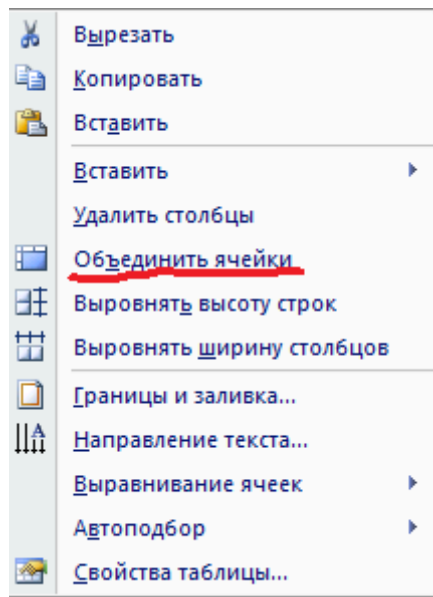 Вырезать
Копировать
Вставить
Вставить
Удалить столбцы
Объединить ячейки
Выровнять высоту строк
Выровнять ширину столбцов
Границы и заливка...
Направление текста...
Выравнивание ячеек
Автоподбор
Свойства таблицы...